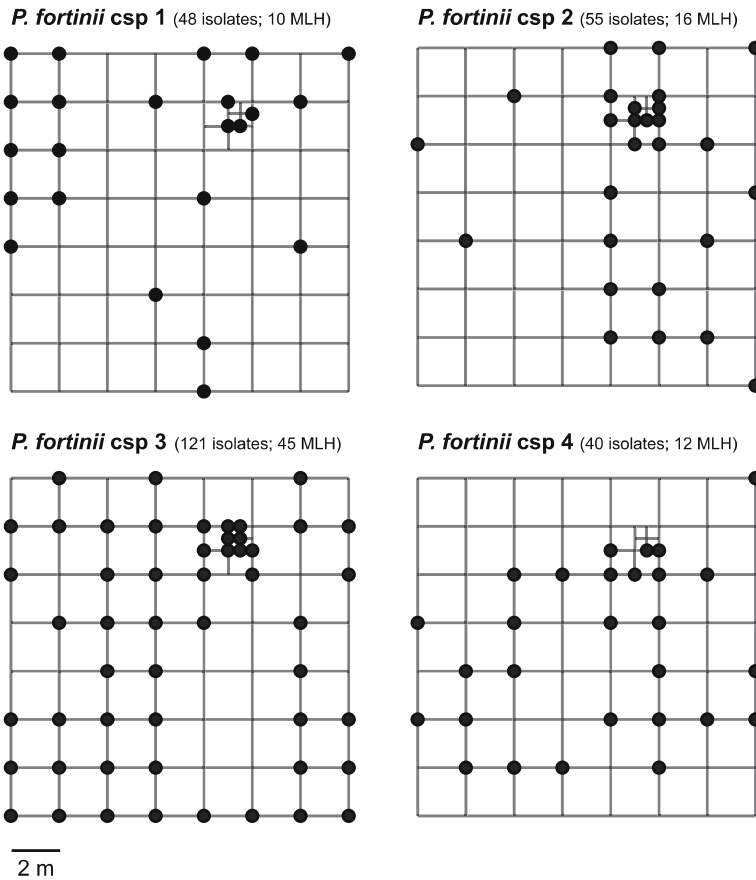 P. fortinii csp 1 (48 isolates; 10 MLH)
P. fortinii csp 2 (55 isolates; 16 MLH)
P. fortinii csp 3 (121 isolates; 45 MLH)
P. fortinii csp 4 (40 isolates; 12 MLH)
2 m